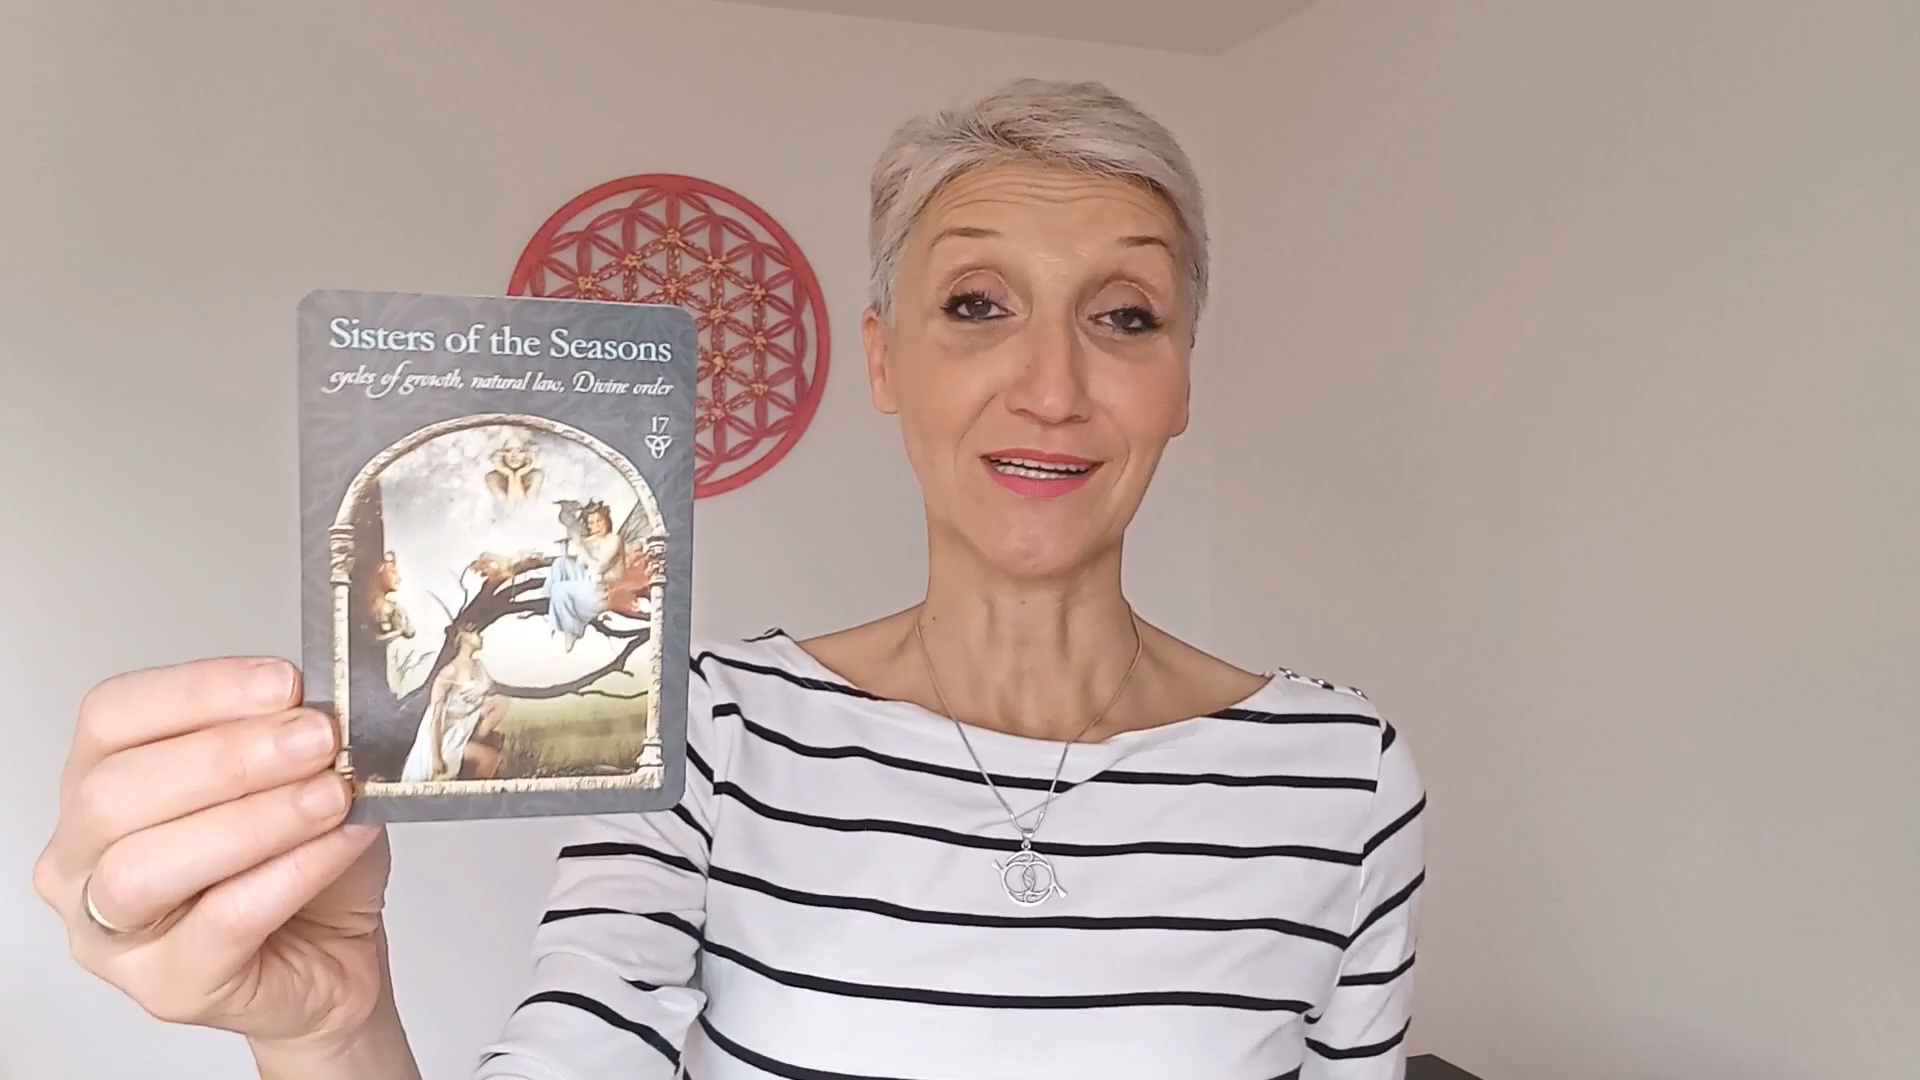 Sisters of the Seasons
cycles of growth, natural law, Divine order
17